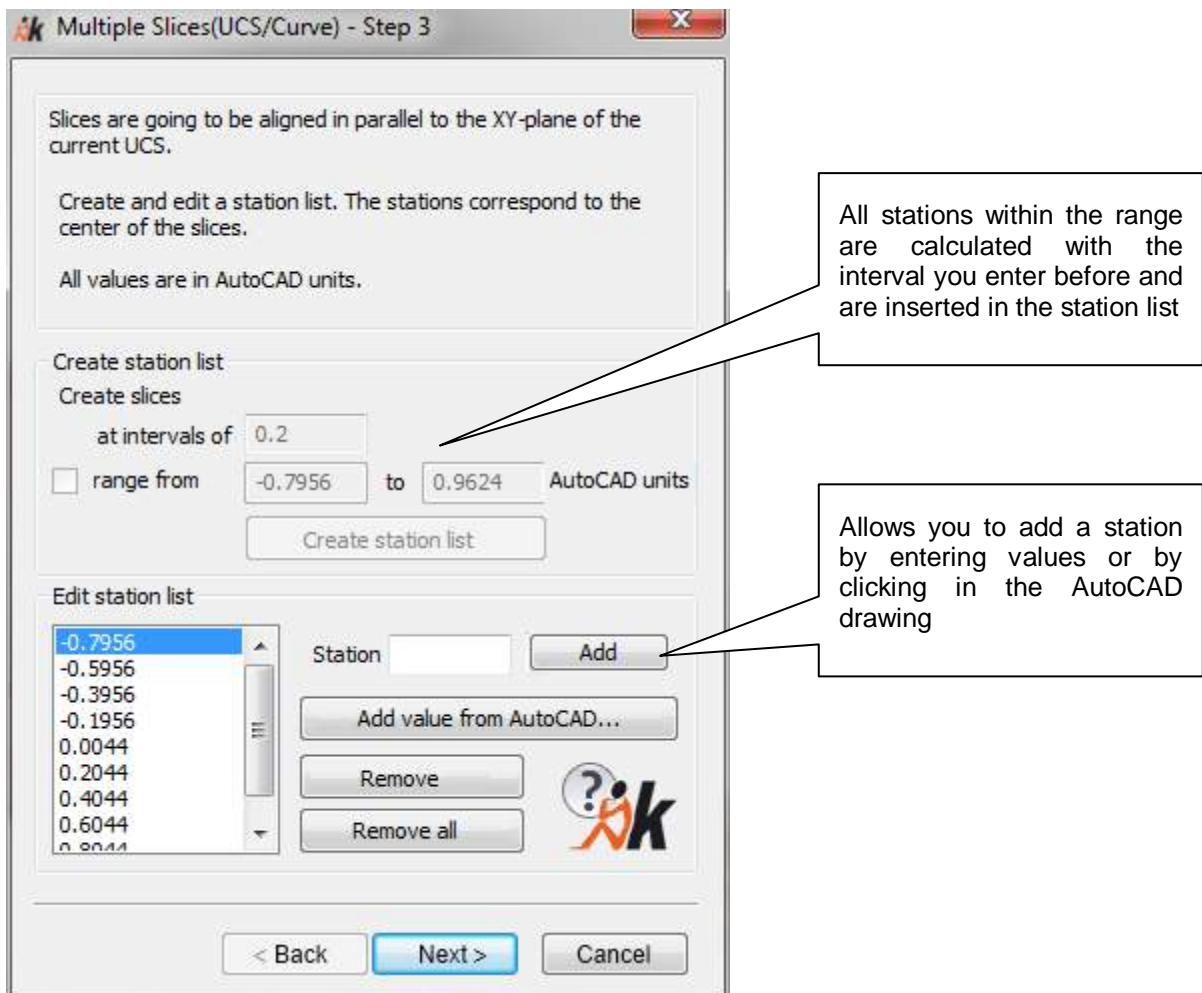 Multiple Slices(UCS/Curve) - Step 3
Slices are going to be aligned in parallel to the XY-plane of the
current UCS.
Create and edit a station list. The stations correspond to the
center of the slices.
All values are in AutoCAD units.
Create station list
Create slices
at intervals of 0.2
range from -0.7956 to 0.9624 AutoCAD units
Create station list
Edit station list
-0.7956
-0.5956
-0.3956
-0.1956
0.0044
0.2044
0.4044
0.6044
0.8044
Station Add
Add value from AutoCAD...
Remove
Remove all
?
k
< Back Next > Cancel
All stations within the range
are calculated with the
interval you enter before and
are inserted in the station list
Allows you to add a station
by entering values or by
clicking in the AutoCAD
drawing